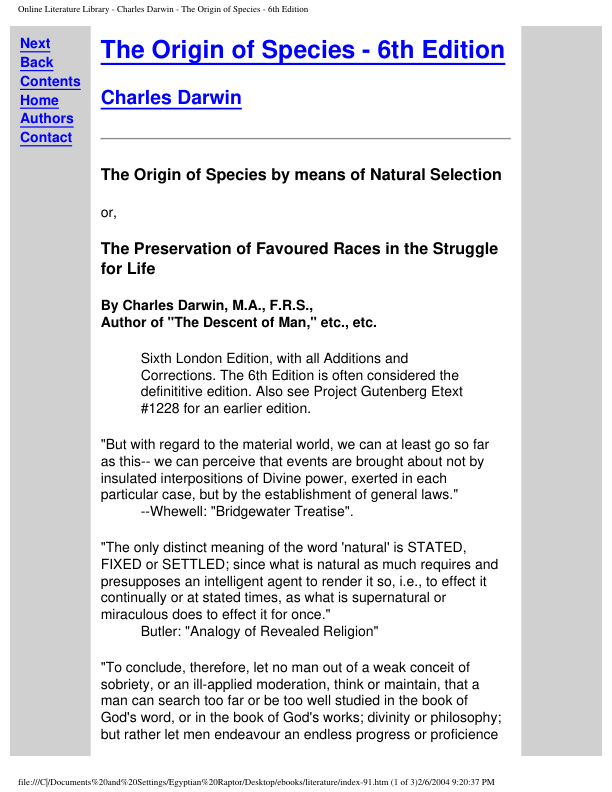 Online Literature Library - Charles Darwin - The Origin of Species - 6th Edition
Next
Back
Contents
Home
Authors
Contact
The Origin of Species - 6th Edition
Charles Darwin
The Origin of Species by means of Natural Selection
or,
The Preservation of Favoured Races in the Struggle
for Life
By Charles Darwin, M.A., F.R.S.,
Author of "The Descent of Man," etc., etc.
Sixth London Edition, with all Additions and
Corrections. The 6th Edition is often considered the
definititive edition. Also see Project Gutenberg Etext
#1228 for an earlier edition.
"But with regard to the material world, we can at least go so far
as this-- we can perceive that events are brought about not by
insulated interpositions of Divine power, exerted in each
particular case, but by the establishment of general laws."
--Whewell: "Bridgewater Treatise".
"The only distinct meaning of the word 'natural' is STATED,
FIXED or SETTLED; since what is natural as much requires and
presupposes an intelligent agent to render it so, i.e., to effect it
continually or at stated times, as what is supernatural or
miraculous does to effect it for once."
Butler: "Analogy of Revealed Religion"
"To conclude, therefore, let no man out of a weak conceit of
sobriety, or an ill-applied moderation, think or maintain, that a
man can search too far or be too well studied in the book of
God's word, or in the book of God's works; divinity or philosophy;
but rather let men endeavour an endless progress or proficience
file:///C|/Documents%20and%20Settings/Egyptian%20Raptor/Desktop/ebooks/literature/index-91.htm (1 of 3)2/6/2004 9:20:37 PM